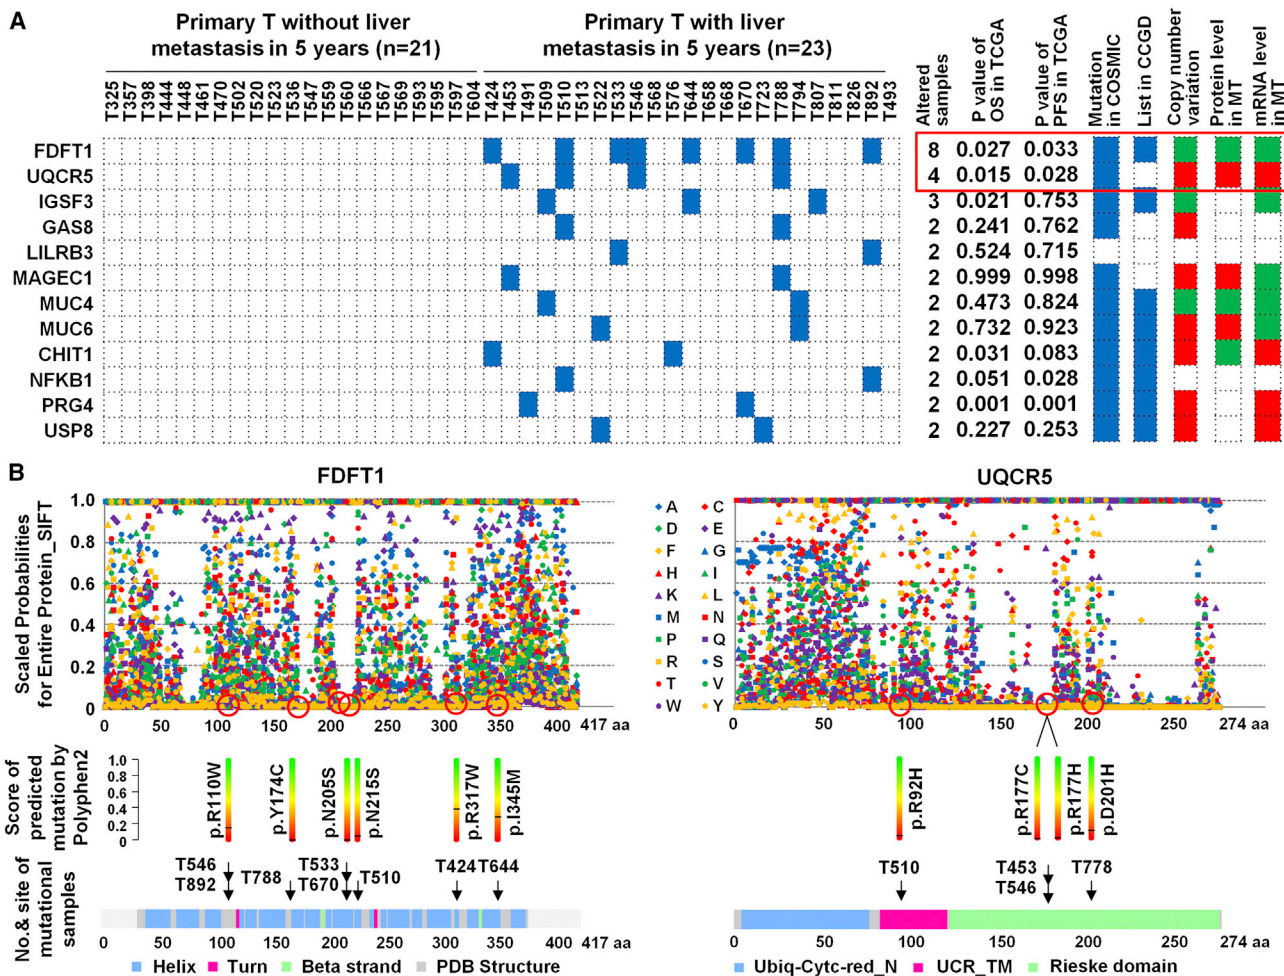 A
Primary T without liver
metastasis in 5 years (n=21)
Primary T with liver
metastasis in 5 years (n=23)
T325
T357
T398
T444
T448
T461
T470
T502
T520
T523
T536
T547
T560
T566
T567
T569
T593
T595
T597
T604
T424
T453
T491
T509
T510
T513
T522
T533
T546
T568
T576
T644
T658
T668
T670
T723
T788
T794
T807
T811
T826
T892
T493
Altered
samples
P value of
OS in TCGA
P value of
PFS in TCGA
Mutation
in COSMIC
List in CCGD
Copy number
variation
Protein level
in MT
mRNA level
in MT
FDFT1 8 0.027 0.033
UQCR5 4 0.015 0.028
IGSF3 3 0.021 0.753
GAS8 2 0.241 0.762
LILRB3 2 0.524 0.715
MAGEC1 2 0.999 0.998
MUC4 2 0.473 0.824
MUC6 2 0.732 0.923
CHIT1 2 0.031 0.083
NFKB1 2 0.051 0.028
PRG4 2 0.001 0.001
USP8 2 0.227 0.253
B
FDFT1
Scaled Probabilities
for Entire Protein_SIFT
1.0
0.8
0.6
0.4
0.2
0
0 50 100 150 200 250 300 350 400 417 aa
A C
D E
F G
H I
K L
M N
P Q
R S
T V
W Y
UQCR5
0 50 100 150 200 250 274 aa
Score of
predicted
mutation by
Polyphen2
1.0
0.8
0.6
0.4
0.2
0
p.R110W
p.Y174C
p.N205S
p.N215S
p.R317W
p.I345M
p.R92H
p.R177C
p.R177H
p.D201H
No.& site of
mutational
samples
T546
T892
T788
T533
T670
T510
T424
T644
T510
T453
T546
T778
0 50 100 150 200 250 300 350 400 417 aa
0 50 100 150 200 250 274 aa
Helix Turn Beta strand PDB Structure
Ubiq-Cytc-red_N UCR_TM Rieske domain